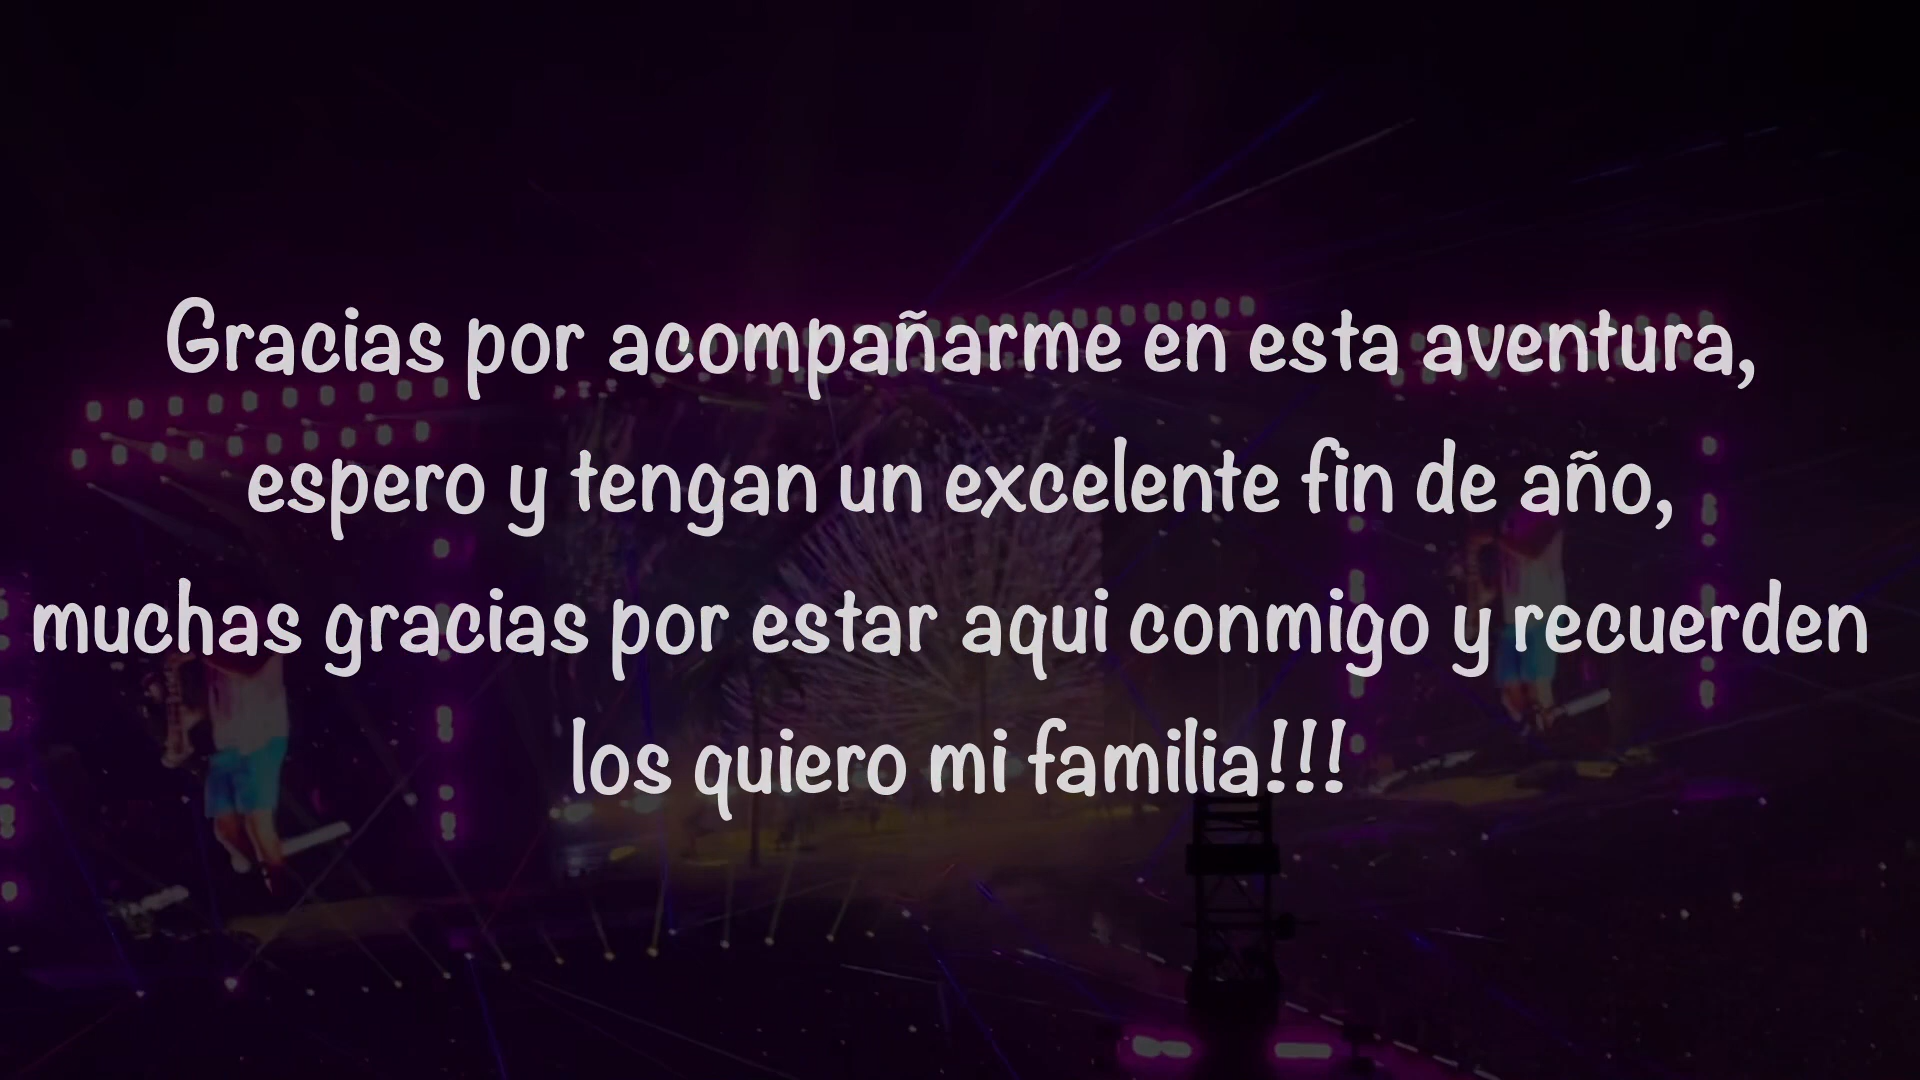 Gracias por acompañarme en esta aventura,
espero y tengan un excelente fin de año,
muchas gracias por estar aqui conmigo y recuerden
los quiero mi familia!!!